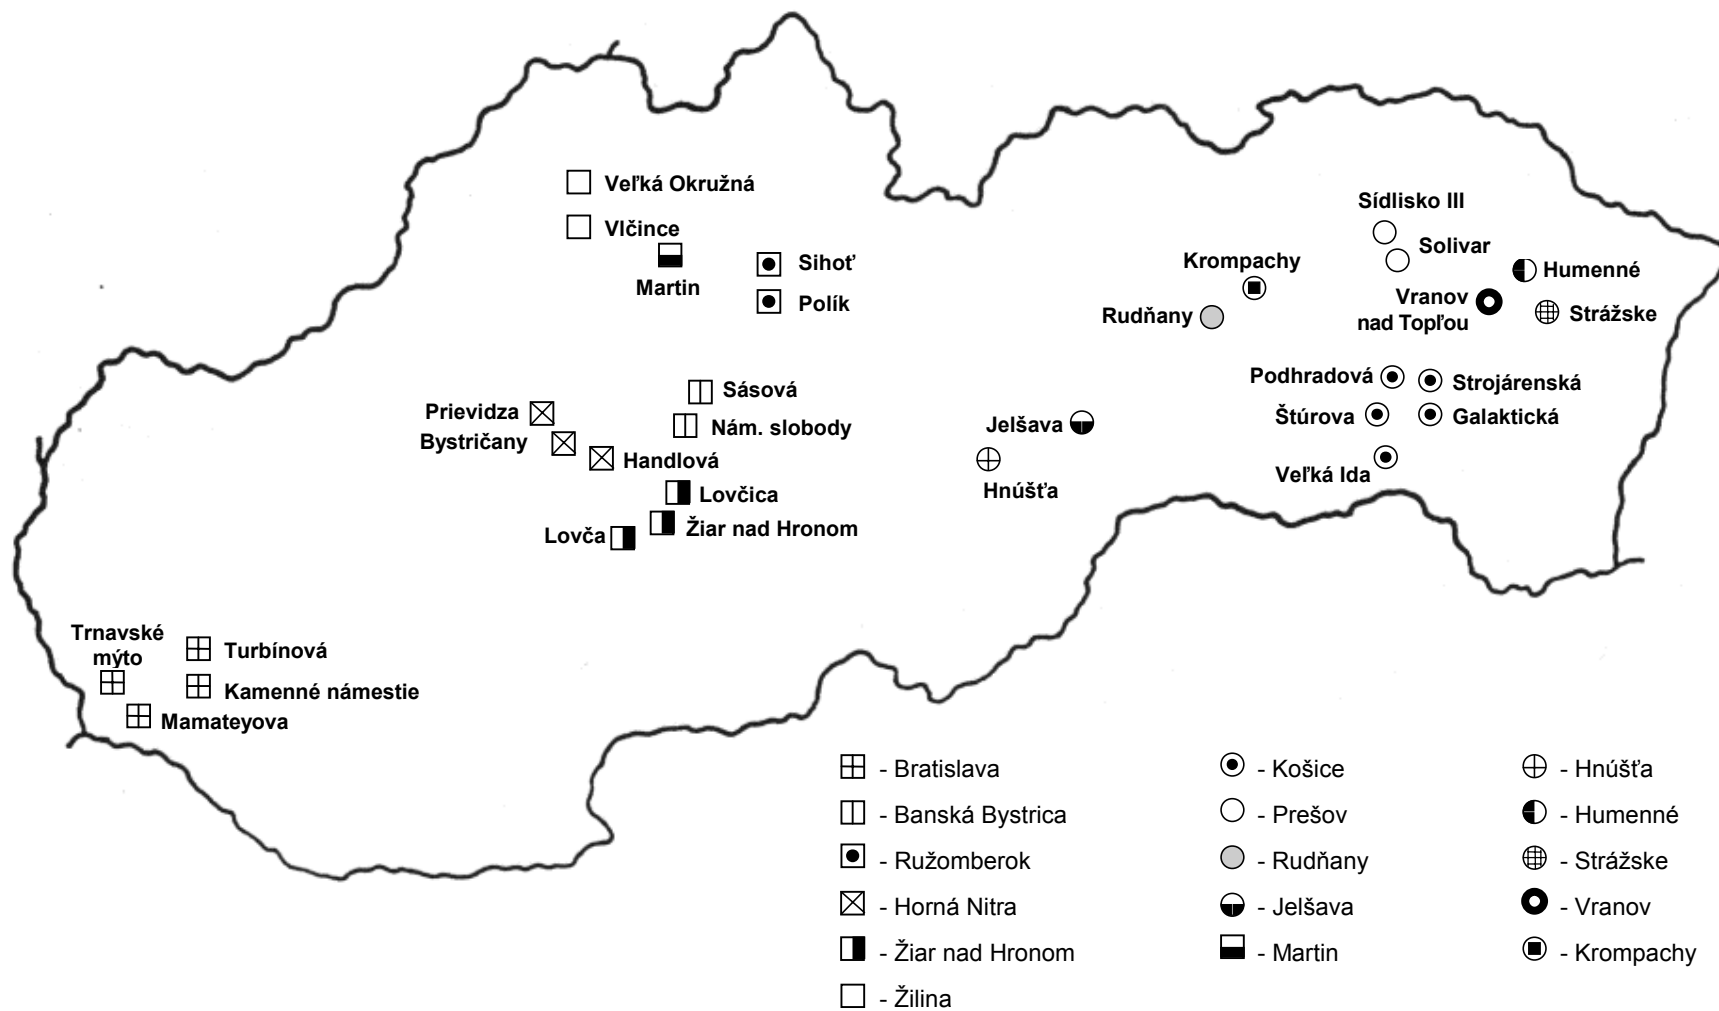 Veľká Okružná
Vlčince
Martin
Sihoť
Polík
Sídlisko III
Solivar
Krompachy
Humenné
Rudňany
Vranov
nad Topľou
Strážske
Podhradová
Strojárenská
Štúrova
Galaktická
Veľká Ida
Sásová
Nám. slobody
Prievidza
Bystričany
Handlová
Jelšava
Hnúšťa
Lovčica
Žiar nad Hronom
Lovča
Trnavské
mýto
Turbínová
Kamenné námestie
Mamateyova
- Bratislava
- Banská Bystrica
- Ružomberok
- Horná Nitra
- Žiar nad Hronom
- Žilina
- Košice
- Prešov
- Rudňany
- Jelšava
- Martin
- Hnúšťa
- Humenné
- Strážske
- Vranov
- Krompachy